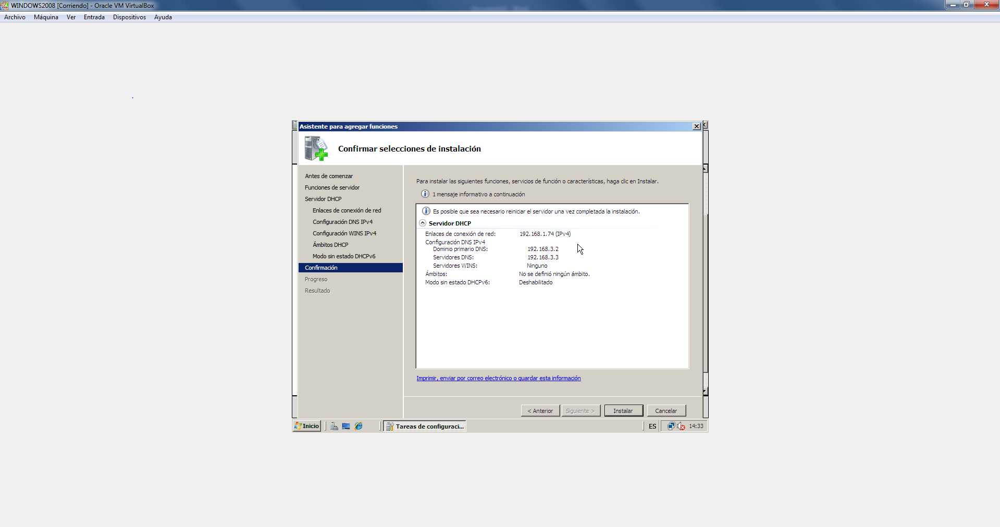 WINDOWS2008 [Corriendo] - Oracle VM VirtualBox
Archivo Máquina Ver Entrada Dispositivos Ayuda
Asistente para agregar funciones
Confirmar selecciones de instalación
Antes de comenzar
Funciones de servidor
Servidor DHCP
Enlaces de conexión de red
Configuración DNS IPv4
Configuración WINS IPv4
Ámbitos DHCP
Modo sin estado DHCPv6
Confirmación
Progreso
Resultado
Para instalar las siguientes funciones, servicios de función o características, haga clic en Instalar.
1 mensaje informativo a continuación
Es posible que sea necesario reiniciar el servidor una vez completada la instalación.
Servidor DHCP
Enlaces de conexión de red: 192.168.1.74 (IPv4)
Configuración DNS IPv4
Dominio primario DNS: 192.168.3.2
Servidores DNS: 192.168.3.3
Servidores WINS: Ninguno
Ámbitos: No se definió ningún ámbito.
Modo sin estado DHCPv6: Deshabilitado
Imprimir, enviar por correo electrónico o guardar esta información
< Anterior Siguiente > Instalar Cancelar
Inicio Tareas de configuraci... ES 14:33